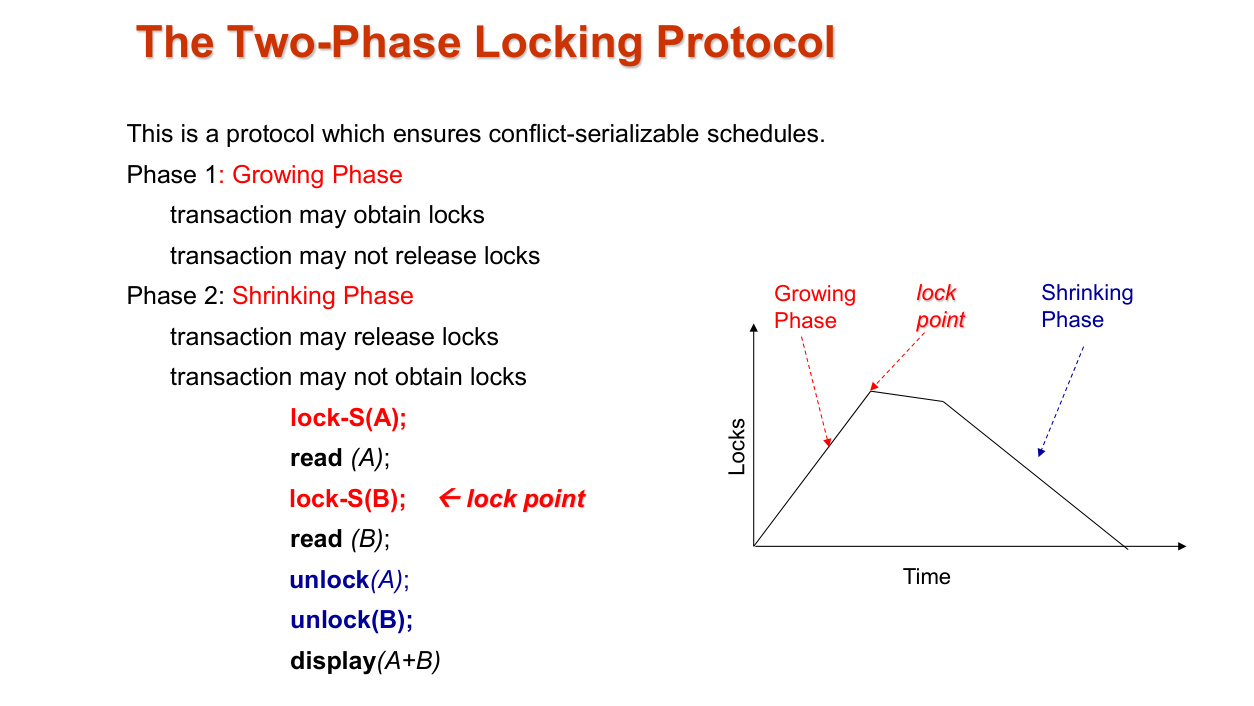 The Two-Phase Locking Protocol
This is a protocol which ensures conflict-serializable schedules.
Phase 1: Growing Phase
transaction may obtain locks
transaction may not release locks
Phase 2: Shrinking Phase
transaction may release locks
transaction may not obtain locks
lock-S(A);
read (A);
lock-S(B); ← lock point
read (B);
unlock(A);
unlock(B);
display(A+B)
Growing
Phase
lock
point
Shrinking
Phase
Locks
Time